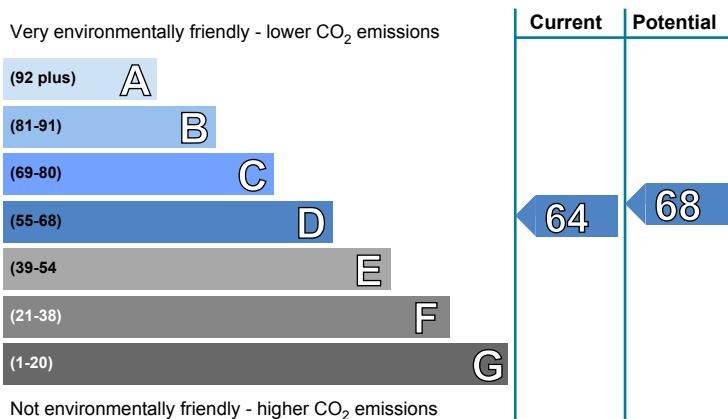 Current Potential
Very environmentally friendly - lower CO2 emissions
(92 plus) A
(81-91) B
(69-80) C
(55-68) D
64 68
(39-54 E
(21-38) F
(1-20) G
Not environmentally friendly - higher CO2 emissions